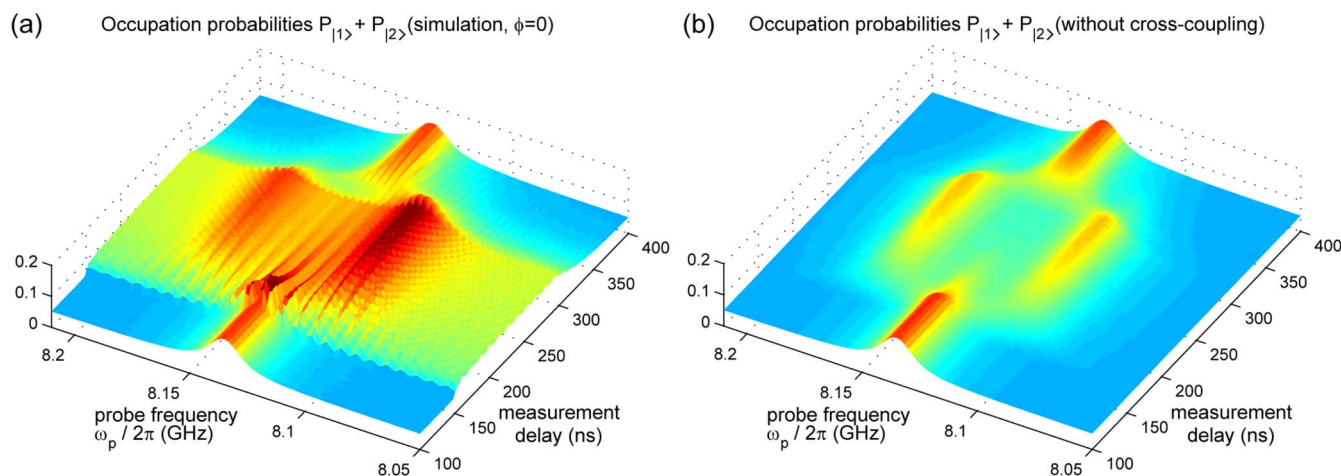 (a) Occupation probabilities P|1> + P|2> (simulation, ϕ=0)
0.2
0.1
0
8.2
8.15
8.1
8.05
probe frequency
ωp / 2π (GHz)
100
150
200
250
300
350
400
measurement
delay (ns)
(b) Occupation probabilities P|1> + P|2> (without cross-coupling)
0.2
0.1
0
8.2
8.15
8.1
8.05
probe frequency
ωp / 2π (GHz)
100
150
200
250
300
350
400
measurement
delay (ns)